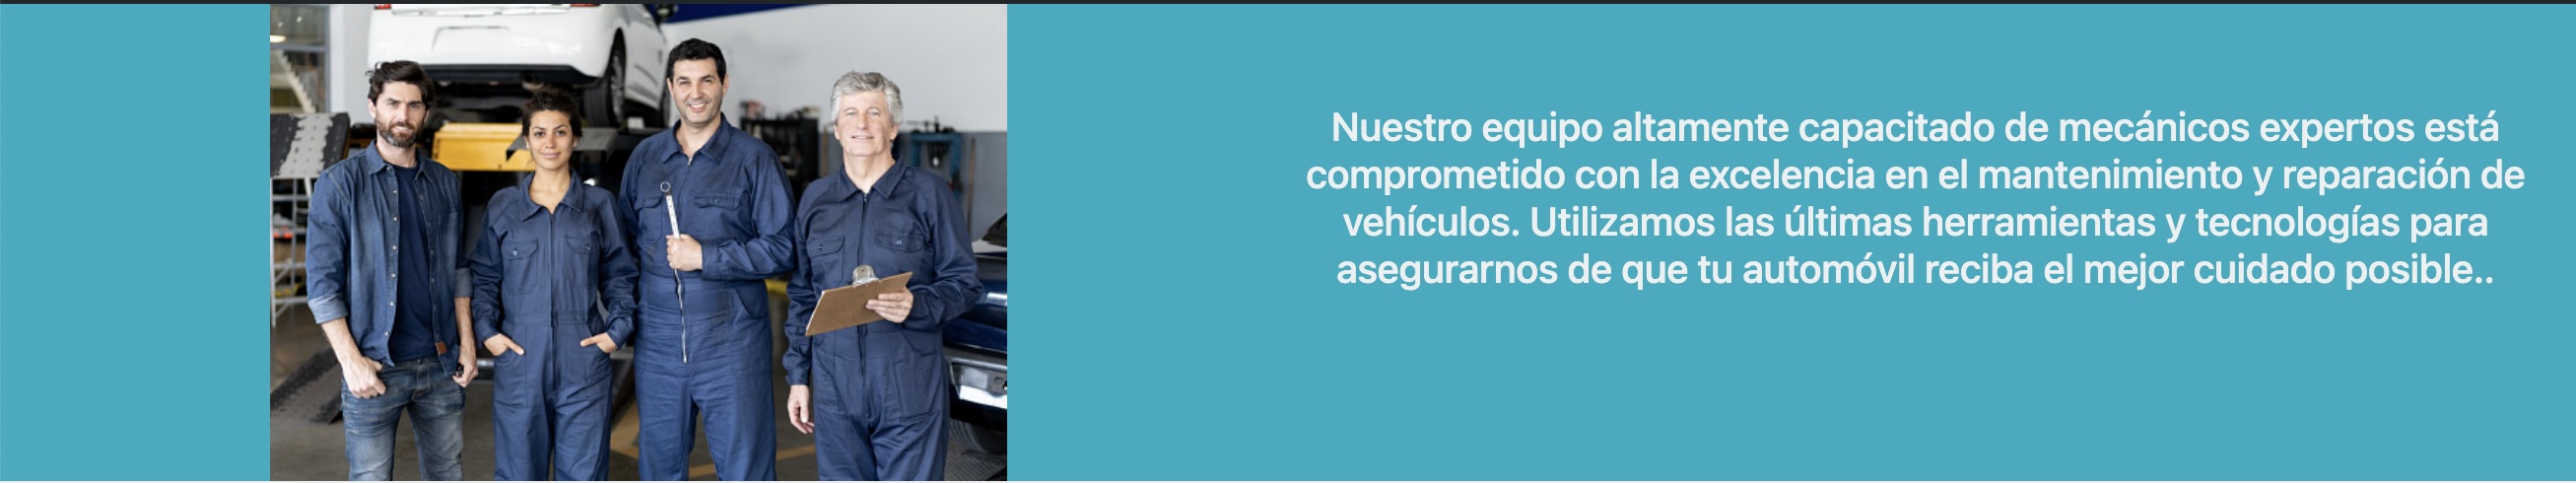 Nuestro equipo altamente capacitado de mecánicos expertos está
comprometido con la excelencia en el mantenimiento y reparación de
vehículos. Utilizamos las últimas herramientas y tecnologías para
asegurarnos de que tu automóvil reciba el mejor cuidado posible..